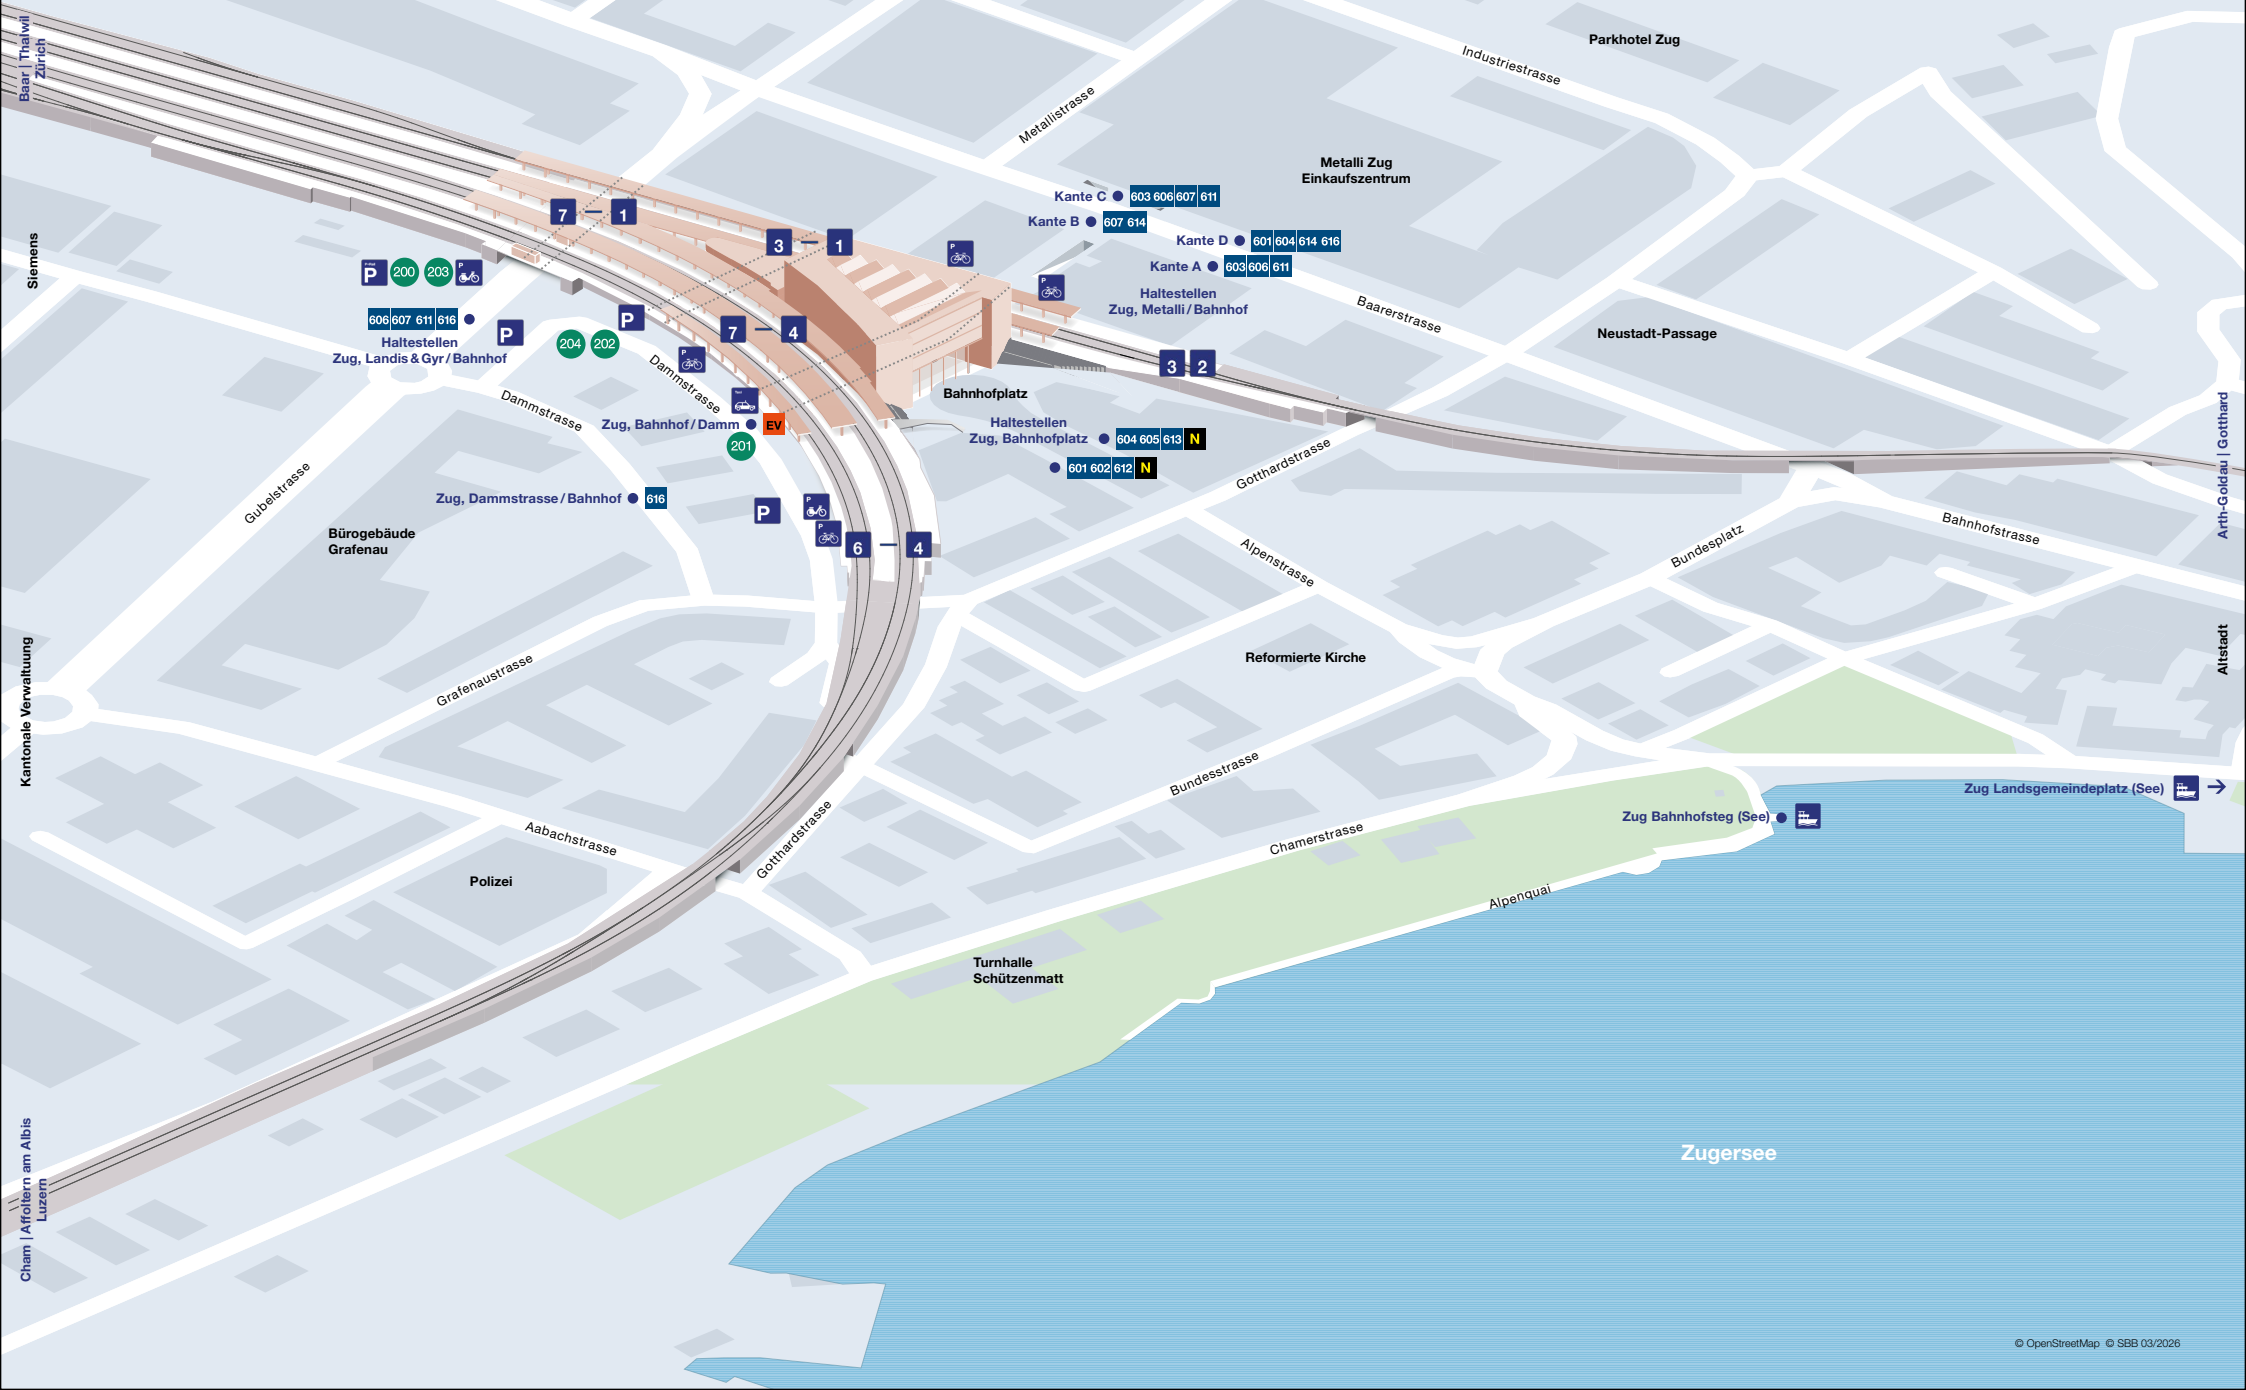 Baar | Thalwil
Zürich
Parkhotel Zug
Industriestrasse
Metallistrasse
Metalli Zug
Einkaufszentrum
Kante C 603 606 607 611
Kante B 607 614
Kante D 601 604 614 616
Kante A 603 606 611
Haltestellen
Zug, Metalli / Bahnhof
7 – 1
3 – 1
P
P
Siemens
P+Rail
P 200 203 P
606 607 611 616
Haltestellen
Zug, Landis & Gyr / Bahnhof
P
P
204 202
7 – 4
P
Dammstrasse
Dammstrasse
Taxi
Zug, Bahnhof / Damm EV
201
Baarerstrasse
Neustadt-Passage
3 2
Bahnhofplatz
Haltestellen
Zug, Bahnhofplatz 604 605 613 N
601 602 612 N
Gotthardstrasse
Arth-Goldau | Gotthard
Gubelstrasse
Zug, Dammstrasse / Bahnhof 616
P
P
P
6 – 4
Bürogebäude
Grafenau
Alpenstrasse
Bundesplatz
Bahnhofstrasse
Altstadt
Reformierte Kirche
Kantonale Verwaltuung
Grafenaustrasse
Bundesstrasse
Zug Landsgemeindeplatz (See) →
Zug Bahnhofsteg (See)
Chamerstrasse
Aabachstrasse
Gotthardstrasse
Polizei
Alpenquai
Turnhalle
Schützenmatt
Cham | Affoltern am Albis
Luzern
Zugersee
© OpenStreetMap © SBB 03/2026